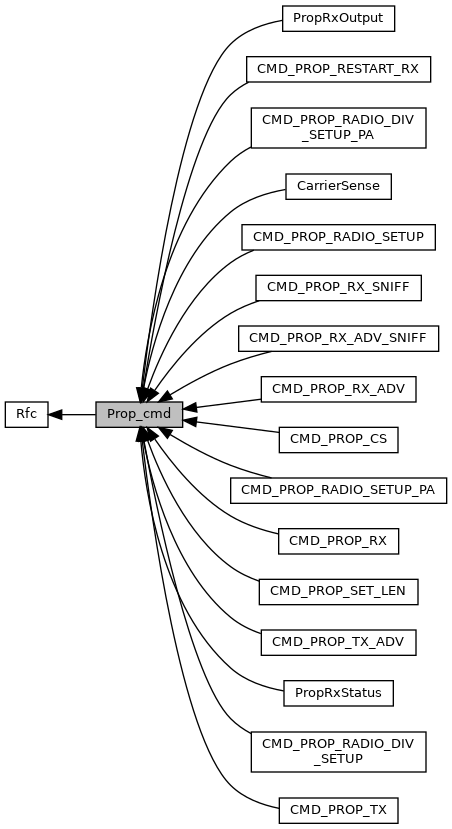 PropRxOutput
CMD_PROP_RESTART_RX
CMD_PROP_RADIO_DIV
_SETUP_PA
CarrierSense
CMD_PROP_RADIO_SETUP
CMD_PROP_RX_SNIFF
CMD_PROP_RX_ADV_SNIFF
CMD_PROP_RX_ADV
Rfc
Prop_cmd
CMD_PROP_CS
CMD_PROP_RADIO_SETUP_PA
CMD_PROP_RX
CMD_PROP_SET_LEN
CMD_PROP_TX_ADV
PropRxStatus
CMD_PROP_RADIO_DIV
_SETUP
CMD_PROP_TX